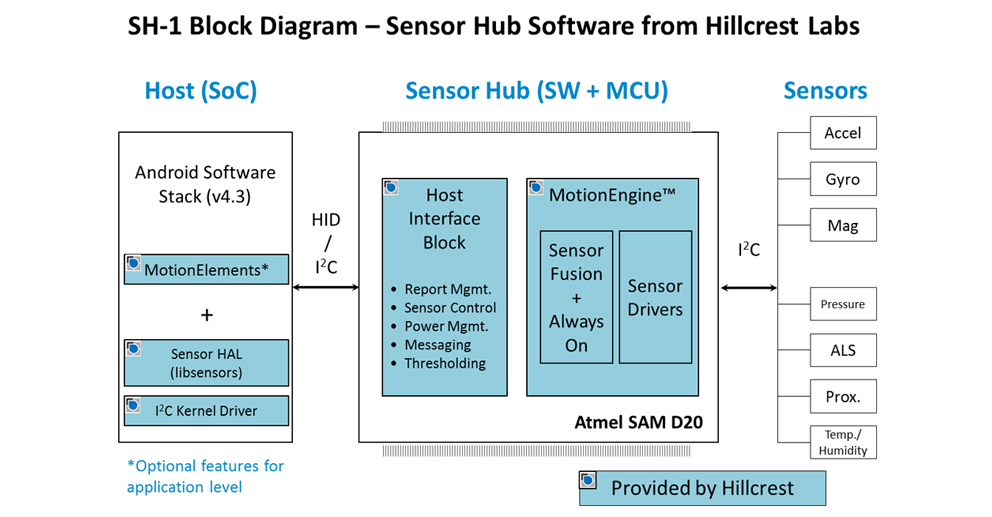 SH-1 Block Diagram – Sensor Hub Software from Hillcrest Labs
Host (SoC)
Android Software
Stack (v4.3)
MotionElements*
+
Sensor HAL
(libsensors)
I²C Kernel Driver
*Optional features for
application level
HID
/
I²C
Sensor Hub (SW + MCU)
Host
Interface
Block
• Report Mgmt.
• Sensor Control
• Power Mgmt.
• Messaging
• Thresholding
MotionEngine™
Sensor
Fusion
+
Always
On
Sensor
Drivers
Atmel SAM D20
I²C
Sensors
Accel
Gyro
Mag
Pressure
ALS
Prox.
Temp./
Humidity
Provided by Hillcrest